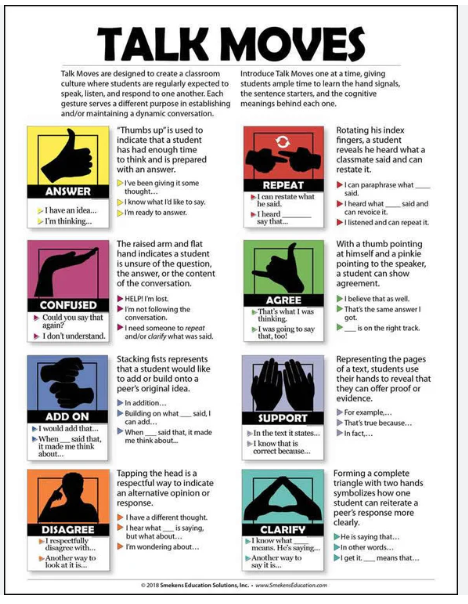 TALK MOVES
Talk Moves are designed to create a classroom
culture where students are regularly expected to
speak, listen, and respond to one another. Each
gesture serves a different purpose in establishing
and/or maintaining a dynamic conversation.
Introduce Talk Moves one at a time, giving
students ample time to learn the hand signals,
the sentence starters, and the cognitive
meanings behind each one.
ANSWER
I have an idea...
I'm thinking...
"Thumbs up" is used to
indicate that a student
has had enough time
to think and is prepared
with an answer.
I've been giving it some
thought...
I know what I'd like to say.
I'm ready to answer.
REPEAT
I can restate what
he said.
I heard ______
say that...
Rotating his index
fingers, a student
reveals he heard what a
classmate said and can
restate it.
I can paraphrase what ____
said.
I heard what ____ said and
can revoice it.
I listened and can repeat it.
CONFUSED
Could you say that
again?
I don't understand.
The raised arm and flat
hand indicates a student
is unsure of the question,
the answer, or the content
of the conversation.
HELP! I'm lost.
I'm not following the
conversation.
I need someone to repeat
and/or clarify what was said.
AGREE
That's what I was
thinking.
I was going to say
that, too!
With a thumb pointing
at himself and a pinkie
pointing to the speaker,
a student can show
agreement.
I believe that as well.
That's the same answer I
got.
___ is on the right track.
ADD ON
I would add that...
When ___ said that,
it made me think
about...
Stacking fists represents
that a student would like
to add or build onto a
peer's original idea.
In addition...
Building on what ____ said, I
can add...
When ____ said that, it made
me think about...
SUPPORT
In the text it states...
I know that is
correct because...
Representing the pages
of a text, students use
their hands to reveal that
they can offer proof or
evidence.
For example,...
That's true because...
In fact,...
DISAGREE
I respectfully
disagree with...
Another way to
look at it is...
Tapping the head is a
respectful way to indicate
an alternative opinion or
response.
I have a different thought.
I hear what ___ is saying,
but what about...
I'm wondering about...
CLARIFY
I know what ____
means. He's saying...
Another way to
say it is...
Forming a complete
triangle with two hands
symbolizes how one
student can reiterate a
peer's response more
clearly.
He is saying that...
In other words...
I get it. ____ means that...
© 2018 Smekens Education Solutions, Inc. • www.SmekensEducation.com